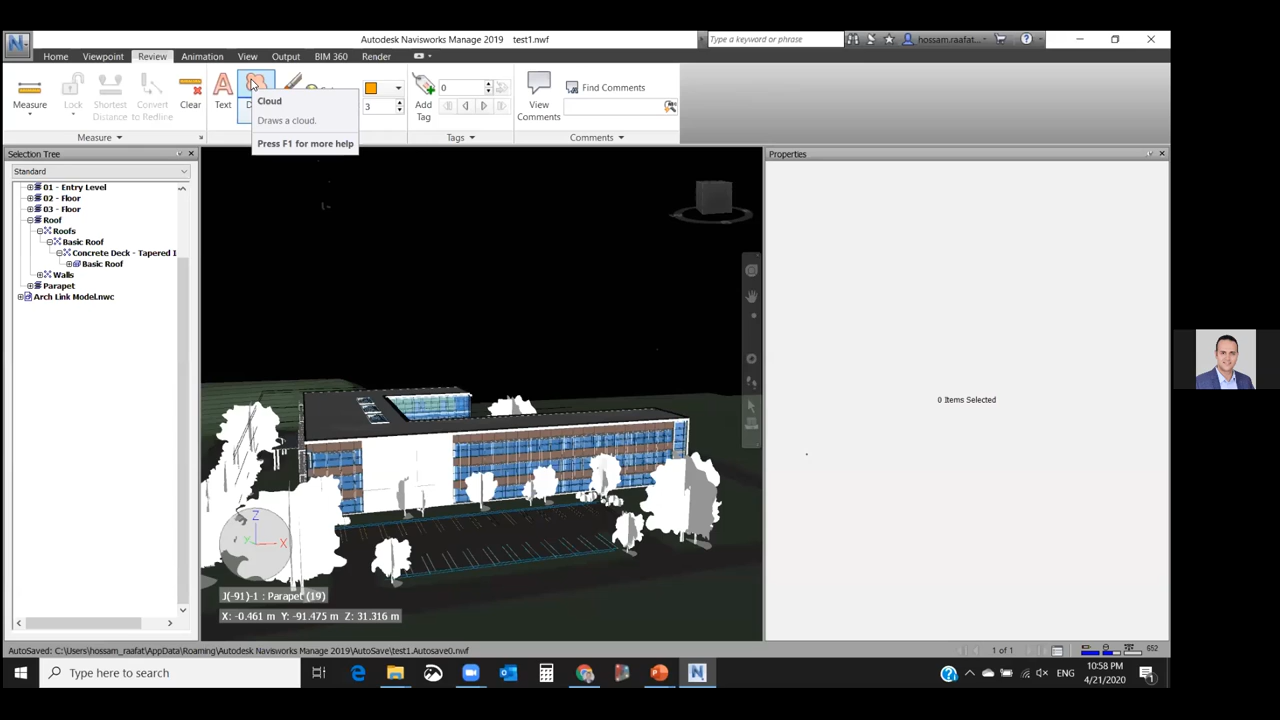 Autodesk Navisworks Manage 2019 test1.nwf
Type a keyword or phrase
hossam.raafat...
Home Viewpoint Review Animation View Output BIM 360 Render
Measure
Lock
Shortest Distance
Convert to Redline
Clear
Text
D
3
Add Tag
0
View Comments
Find Comments
Measure
Tags
Comments
Cloud
Draws a cloud.
Press F1 for more help
Selection Tree
Standard
01 - Entry Level
02 - Floor
03 - Floor
Roof
Roofs
Basic Roof
Concrete Deck - Tapered I
Basic Roof
Walls
Parapet
Arch Link Model.nwc
Properties
0 Items Selected
Z
Y
X
J(-91)-1 : Parapet (19)
X: -0.461 m Y: -91.475 m Z: 31.316 m
AutoSaved: C:\Users\hossam_raafat\AppData\Roaming\Autodesk Navisworks Manage 2019\AutoSave\test1.Autosave0.nwf
1 of 1
652
Type here to search
ENG
10:58 PM
4/21/2020
1